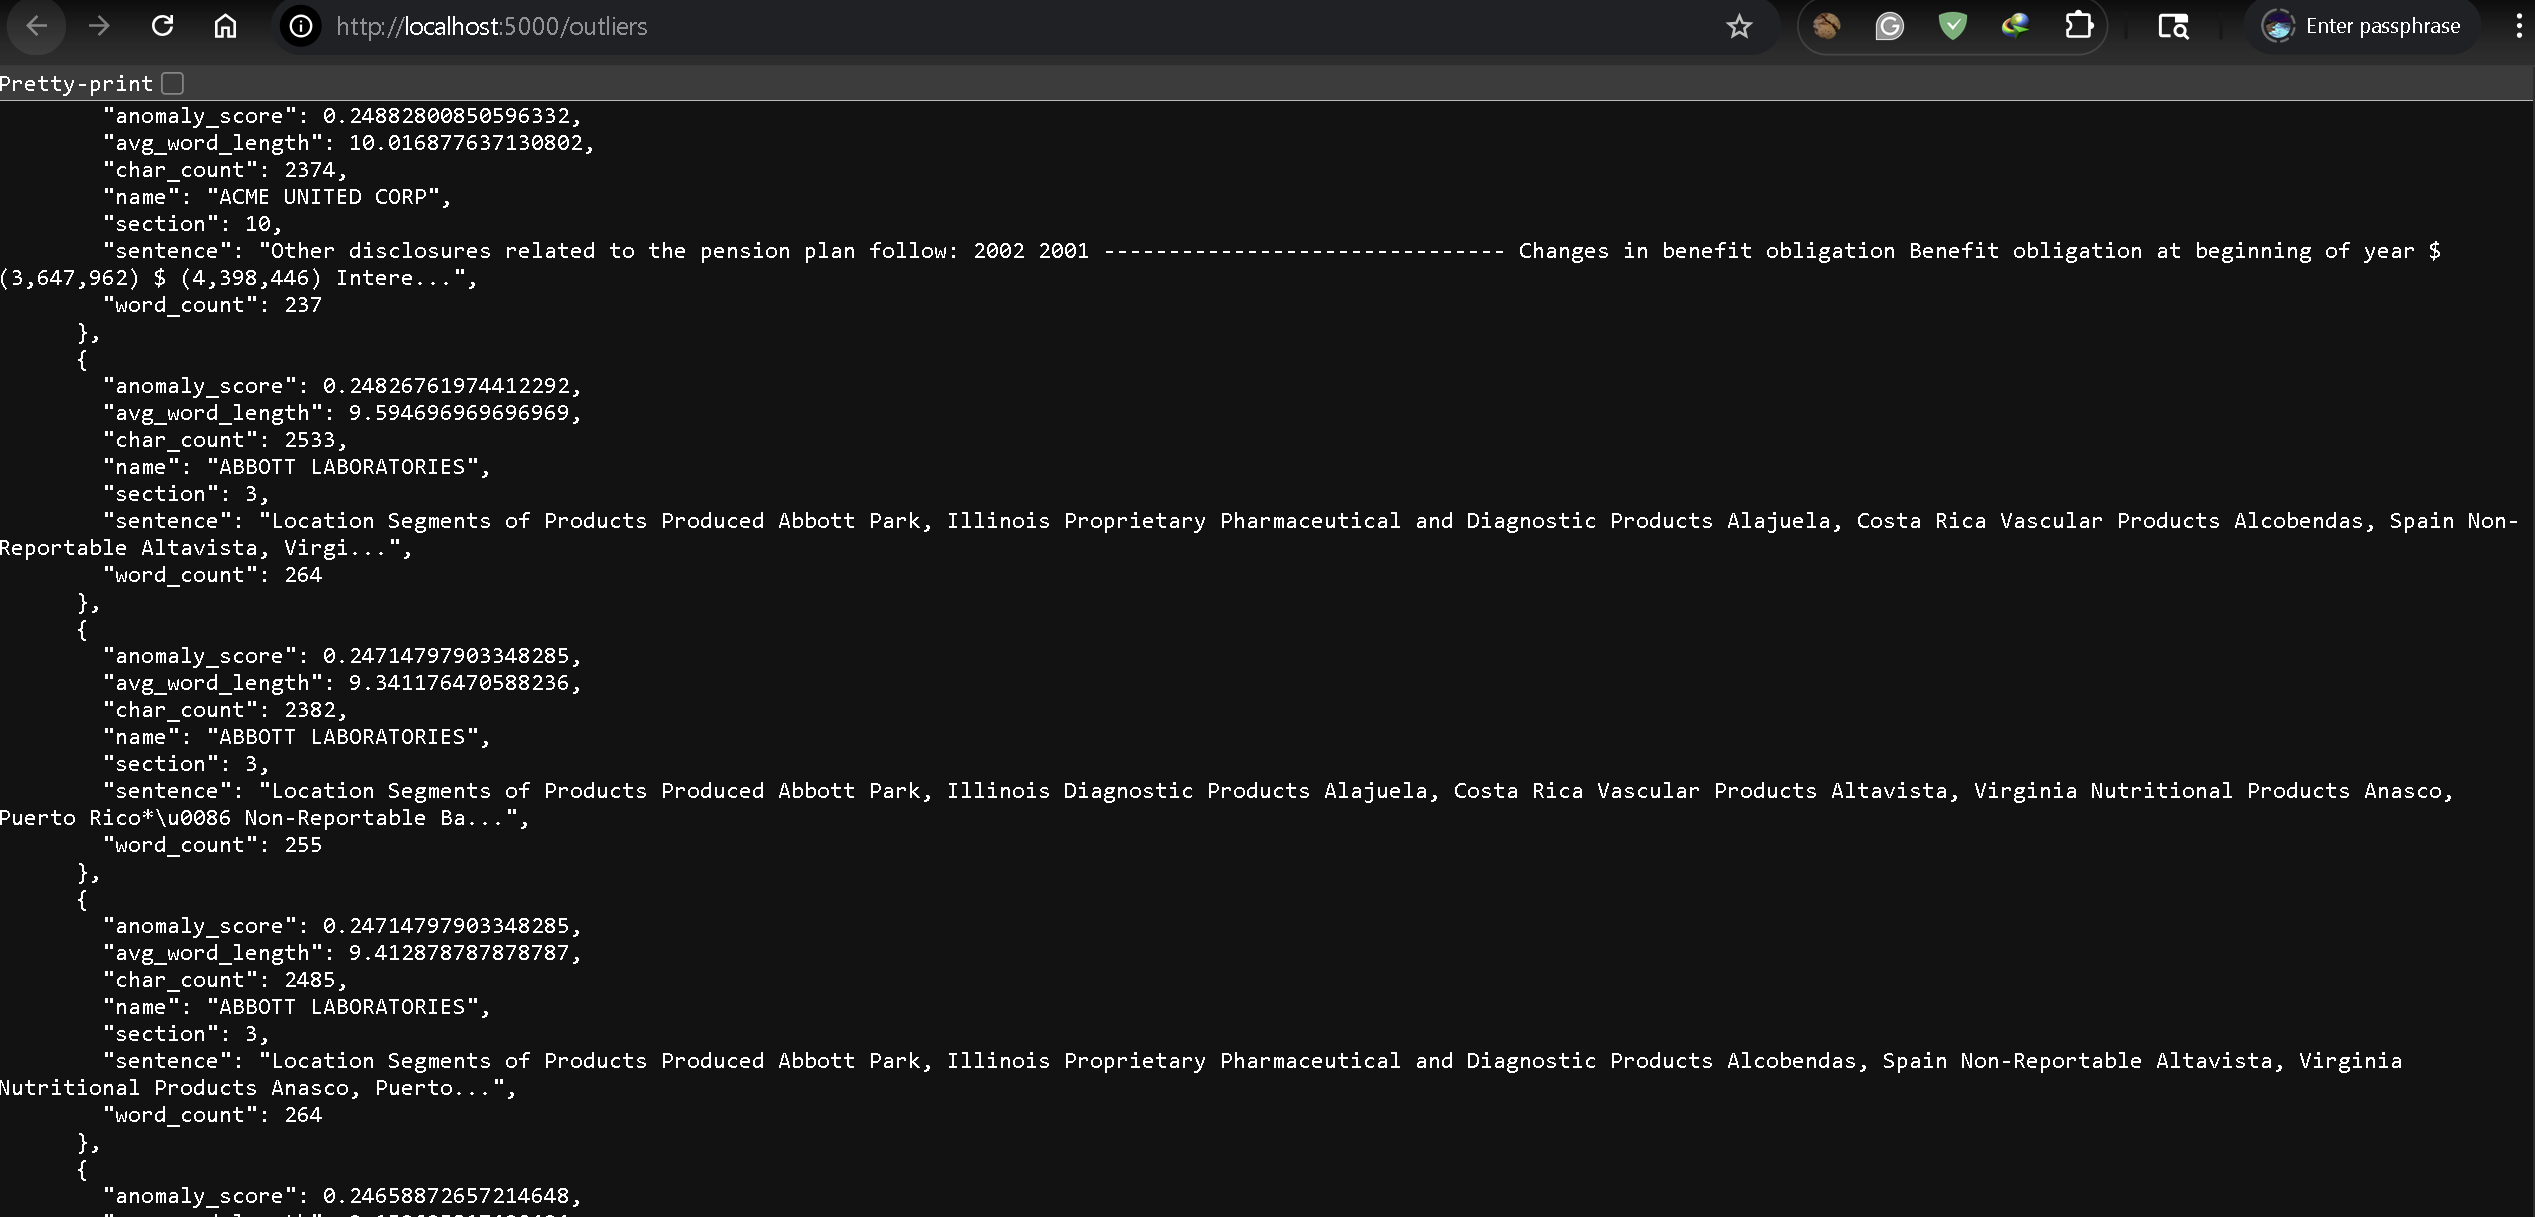 http://localhost:5000/outliers
Enter passphrase
Pretty-print
"anomaly_score": 0.24882800850596332,
"avg_word_length": 10.016877637130802,
"char_count": 2374,
"name": "ACME UNITED CORP",
"section": 10,
"sentence": "Other disclosures related to the pension plan follow: 2002 2001 ------------------------------- Changes in benefit obligation Benefit obligation at beginning of year $
(3,647,962) $ (4,398,446) Intere...",
"word_count": 237
},
{
"anomaly_score": 0.24826761974412292,
"avg_word_length": 9.594696969696969,
"char_count": 2533,
"name": "ABBOTT LABORATORIES",
"section": 3,
"sentence": "Location Segments of Products Produced Abbott Park, Illinois Proprietary Pharmaceutical and Diagnostic Products Alajuela, Costa Rica Vascular Products Alcobendas, Spain Non-
Reportable Altavista, Virgi...",
"word_count": 264
},
{
"anomaly_score": 0.24714797903348285,
"avg_word_length": 9.341176470588236,
"char_count": 2382,
"name": "ABBOTT LABORATORIES",
"section": 3,
"sentence": "Location Segments of Products Produced Abbott Park, Illinois Diagnostic Products Alajuela, Costa Rica Vascular Products Altavista, Virginia Nutritional Products Anasco,
Puerto Rico*\u0086 Non-Reportable Ba...",
"word_count": 255
},
{
"anomaly_score": 0.24714797903348285,
"avg_word_length": 9.412878787878787,
"char_count": 2485,
"name": "ABBOTT LABORATORIES",
"section": 3,
"sentence": "Location Segments of Products Produced Abbott Park, Illinois Proprietary Pharmaceutical and Diagnostic Products Alcobendas, Spain Non-Reportable Altavista, Virginia
Nutritional Products Anasco, Puerto...",
"word_count": 264
},
{
"anomaly_score": 0.24658872657214648,